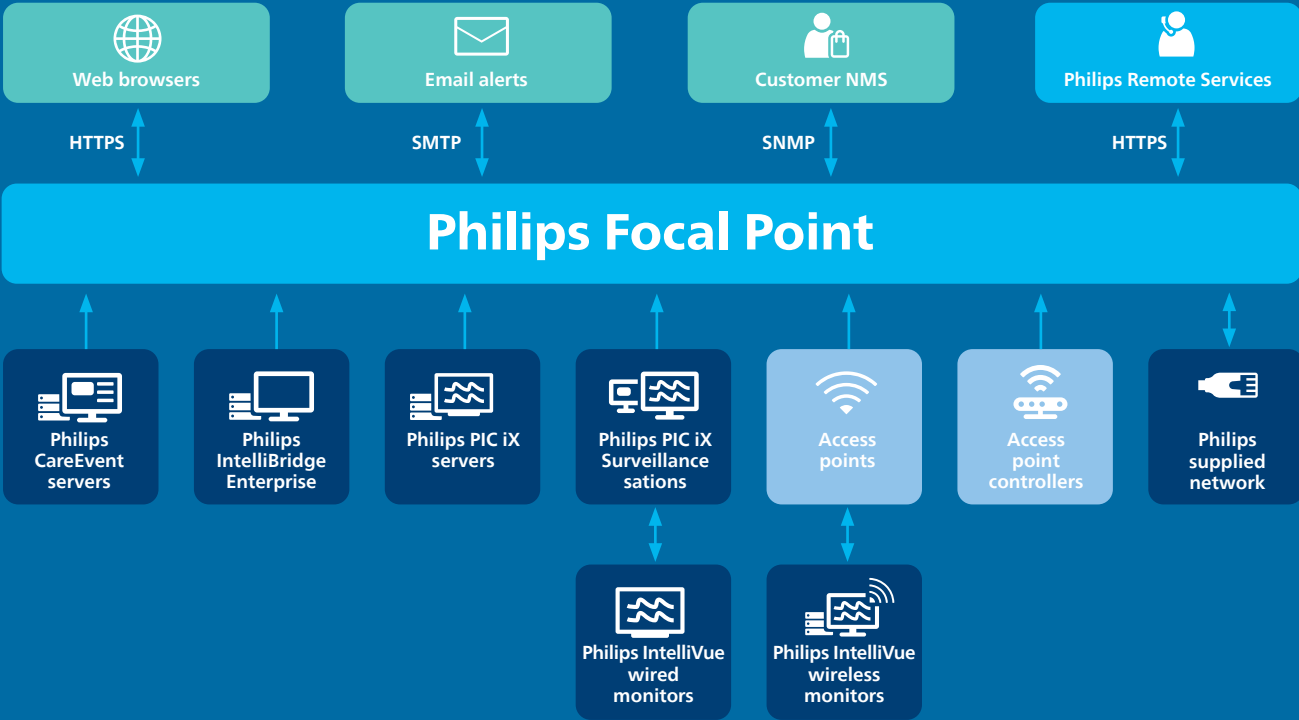 Web browsers
Email alerts
Customer NMS
Philips Remote Services
HTTPS
SMTP
SNMP
HTTPS
Philips Focal Point
Philips
CareEvent
servers
Philips
IntelliBridge
Enterprise
Philips PIC iX
servers
Philips PIC iX
Surveillance
sations
Access
points
Access
point
controllers
Philips
supplied
network
Philips IntelliVue
wired
monitors
Philips IntelliVue
wireless
monitors